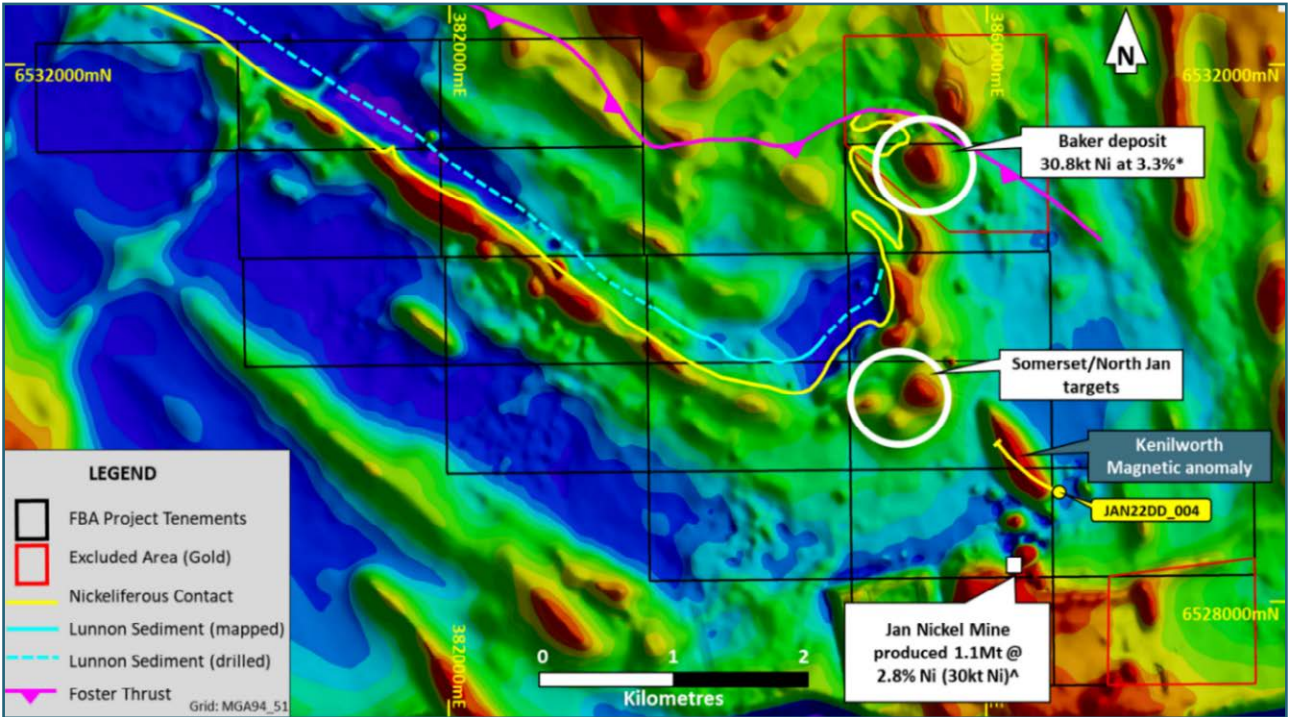 382000mE
386000mE
N
6532000mN
6532000mN
Baker deposit
30.8kt Ni at 3.3%*
Somerset/North Jan
targets
Kenilworth
Magnetic anomaly
JAN22DD_004
LEGEND
FBA Project Tenements
Excluded Area (Gold)
Nickeliferous Contact
Lunnon Sediment (mapped)
Lunnon Sediment (drilled)
Foster Thrust
Grid: MGA94_51
382000mE
0 1 2
Kilometres
Jan Nickel Mine
produced 1.1Mt @
2.8% Ni (30kt Ni)^
6528000mN